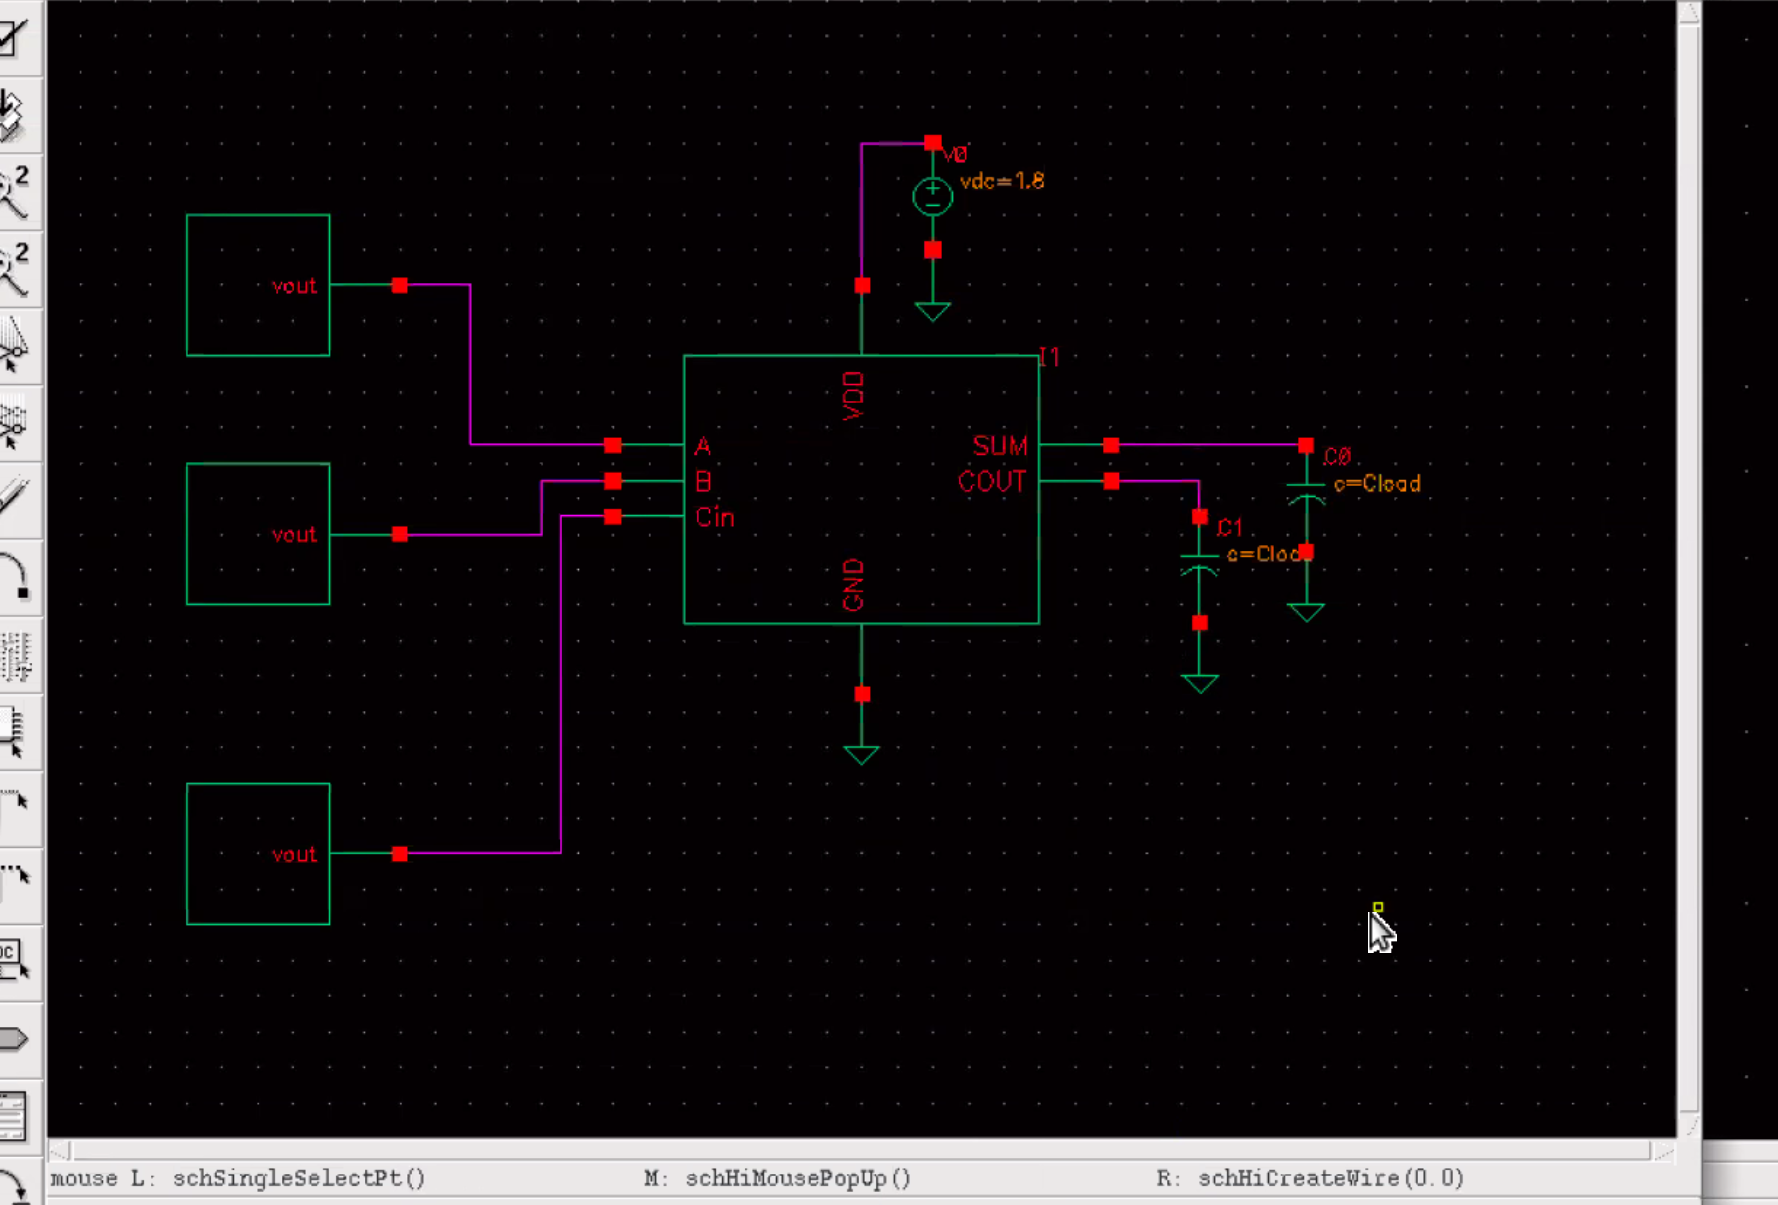 2
2
V0
vdc=1.8
vout
I1
VDD
A
SUM
C0
B
COUT
c=Cload
Cin
C1
vout
GND
vout
mouse L: schSingleSelectPt()
M: schHiMousePopUp()
R: schHiCreateWire(0.0)